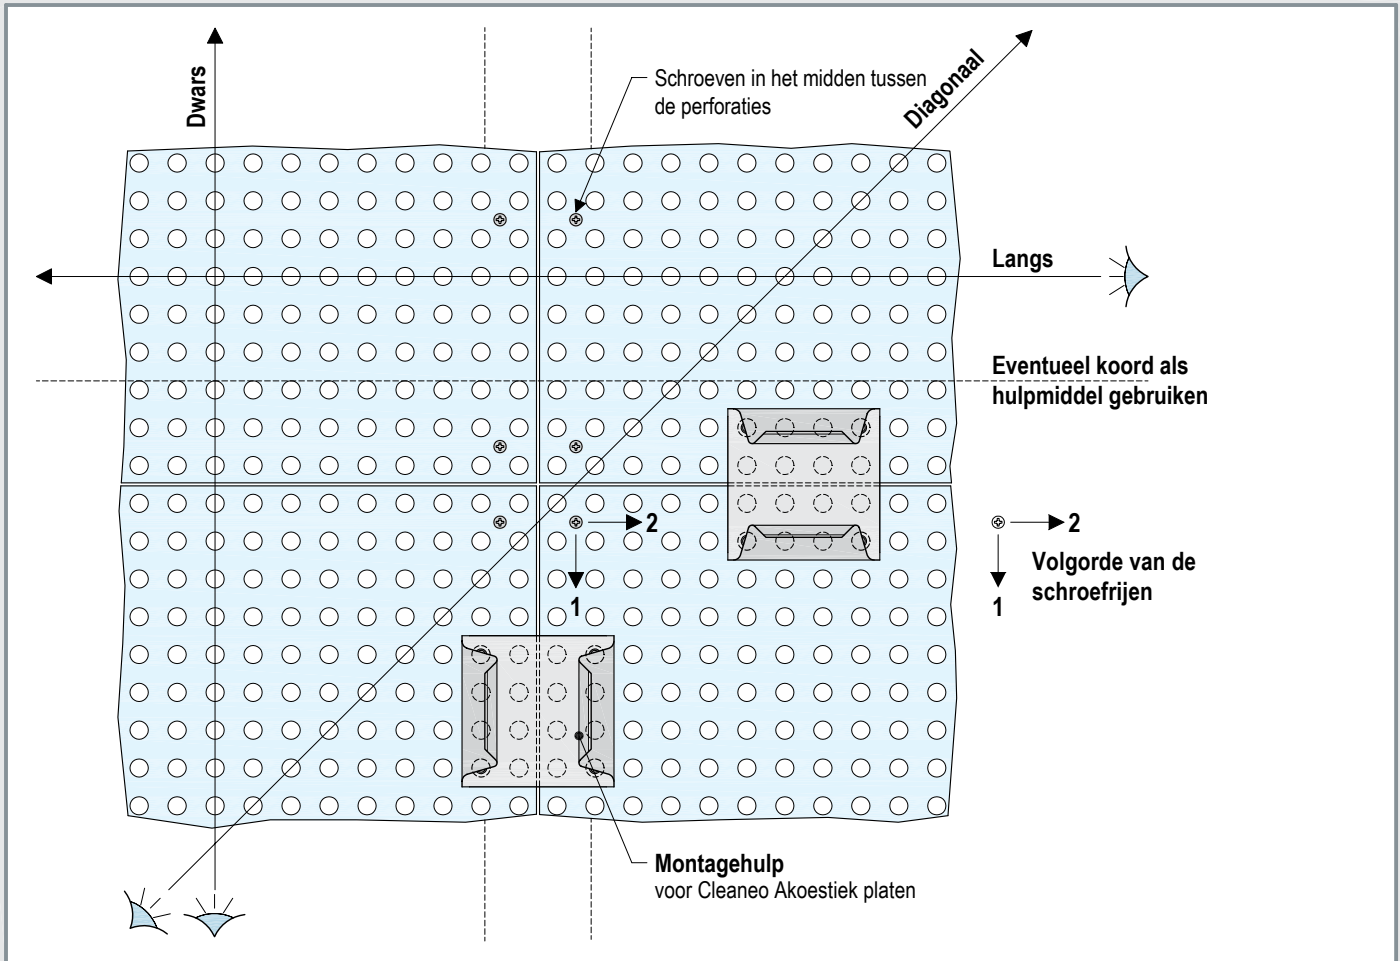 Dwars
Schroeven in het midden tussen
de perforaties
Diagonaal
Langs
Eventueel koord als
hulpmiddel gebruiken
2
1
2
Volgorde van de
schroefrijen
1
Montagehulp
voor Cleaneo Akoestiek platen